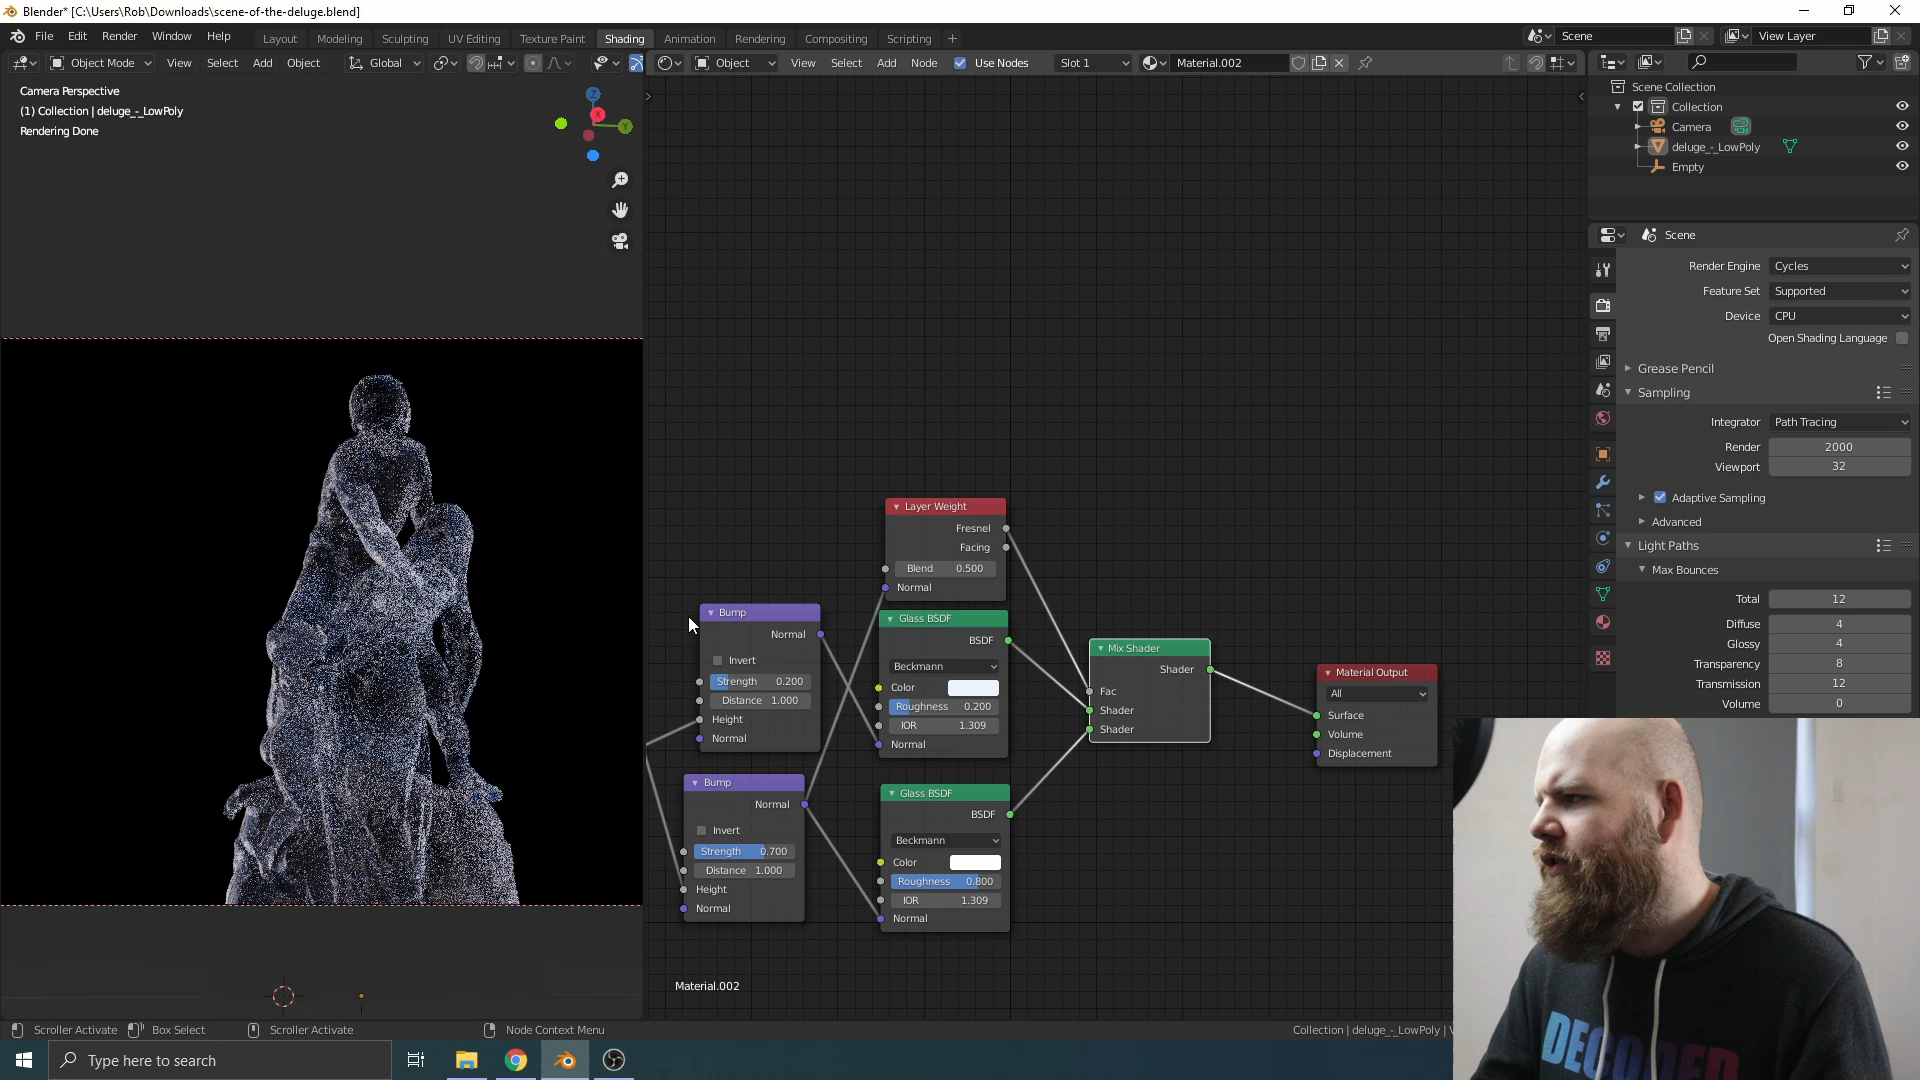 Blender* [C:\Users\Rob\Downloads\scene-of-the-deluge.blend]
File Edit Render Window Help Layout Modeling Sculpting UV Editing Texture Paint Shading Animation Rendering Compositing Scripting +
Scene View Layer
Object Mode View Select Add Object Global
Object View Select Add Node Use Nodes Slot 1 Material.002
Camera Perspective
(1) Collection | deluge_-_LowPoly
Rendering Done
Z
X
Y
Scene Collection
Collection
Camera
deluge_-_LowPoly
Empty
Scene
Render Engine Cycles
Feature Set Supported
Device CPU
Open Shading Language
Grease Pencil
Sampling
Integrator Path Tracing
Render 2000
Viewport 32
Adaptive Sampling
Advanced
Light Paths
Max Bounces
Total 12
Diffuse 4
Glossy 4
Transparency 8
Transmission 12
Volume 0
Layer Weight
Fresnel
Facing
Blend 0.500
Normal
Bump
Normal
Invert
Strength 0.200
Distance 1.000
Height
Normal
Glass BSDF
BSDF
Beckmann
Color
Roughness 0.200
IOR 1.309
Normal
Mix Shader
Shader
Fac
Shader
Shader
Material Output
All
Surface
Volume
Displacement
Bump
Normal
Invert
Strength 0.700
Distance 1.000
Height
Normal
Glass BSDF
BSDF
Beckmann
Color
Roughness 0.800
IOR 1.309
Normal
Material.002
DECODED
Scroller Activate Box Select Scroller Activate Node Context Menu Collection | deluge_-_LowPoly |
Type here to search